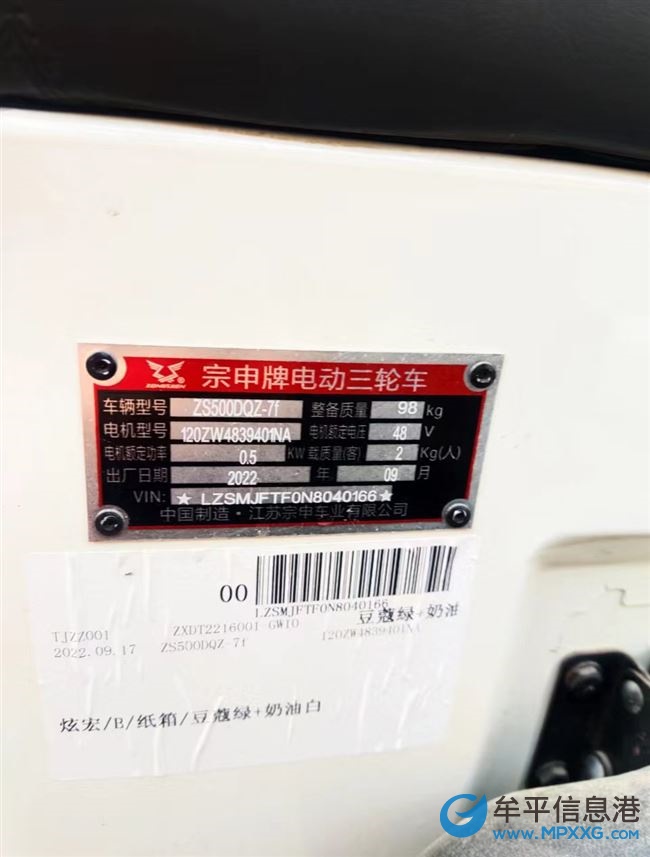 ZONGSHEN ®
宗申牌电动三轮车
车辆型号 ZS500DQZ-7f 整备质量 98 kg
电机型号 120ZW4839401NA 电机额定电压 48 V
电机额定功率 0.5 KW 载质量(客) 2 Kg(人)
出厂日期 2022 年 09 月
VIN: ★ LZSMJFTF0N8040166 ★
中国制造·江苏宗申车业有限公司
00
LZSMJFTF0N8040166
TJZZ001 ZXDT2216001-GW10 豆蔻绿+奶油
2022.09.17 ZS500DQZ-7f 120ZW4839401NA
炫宏/B/纸箱/豆蔻绿+奶油白
牟平信息港
www.MPXXG.com